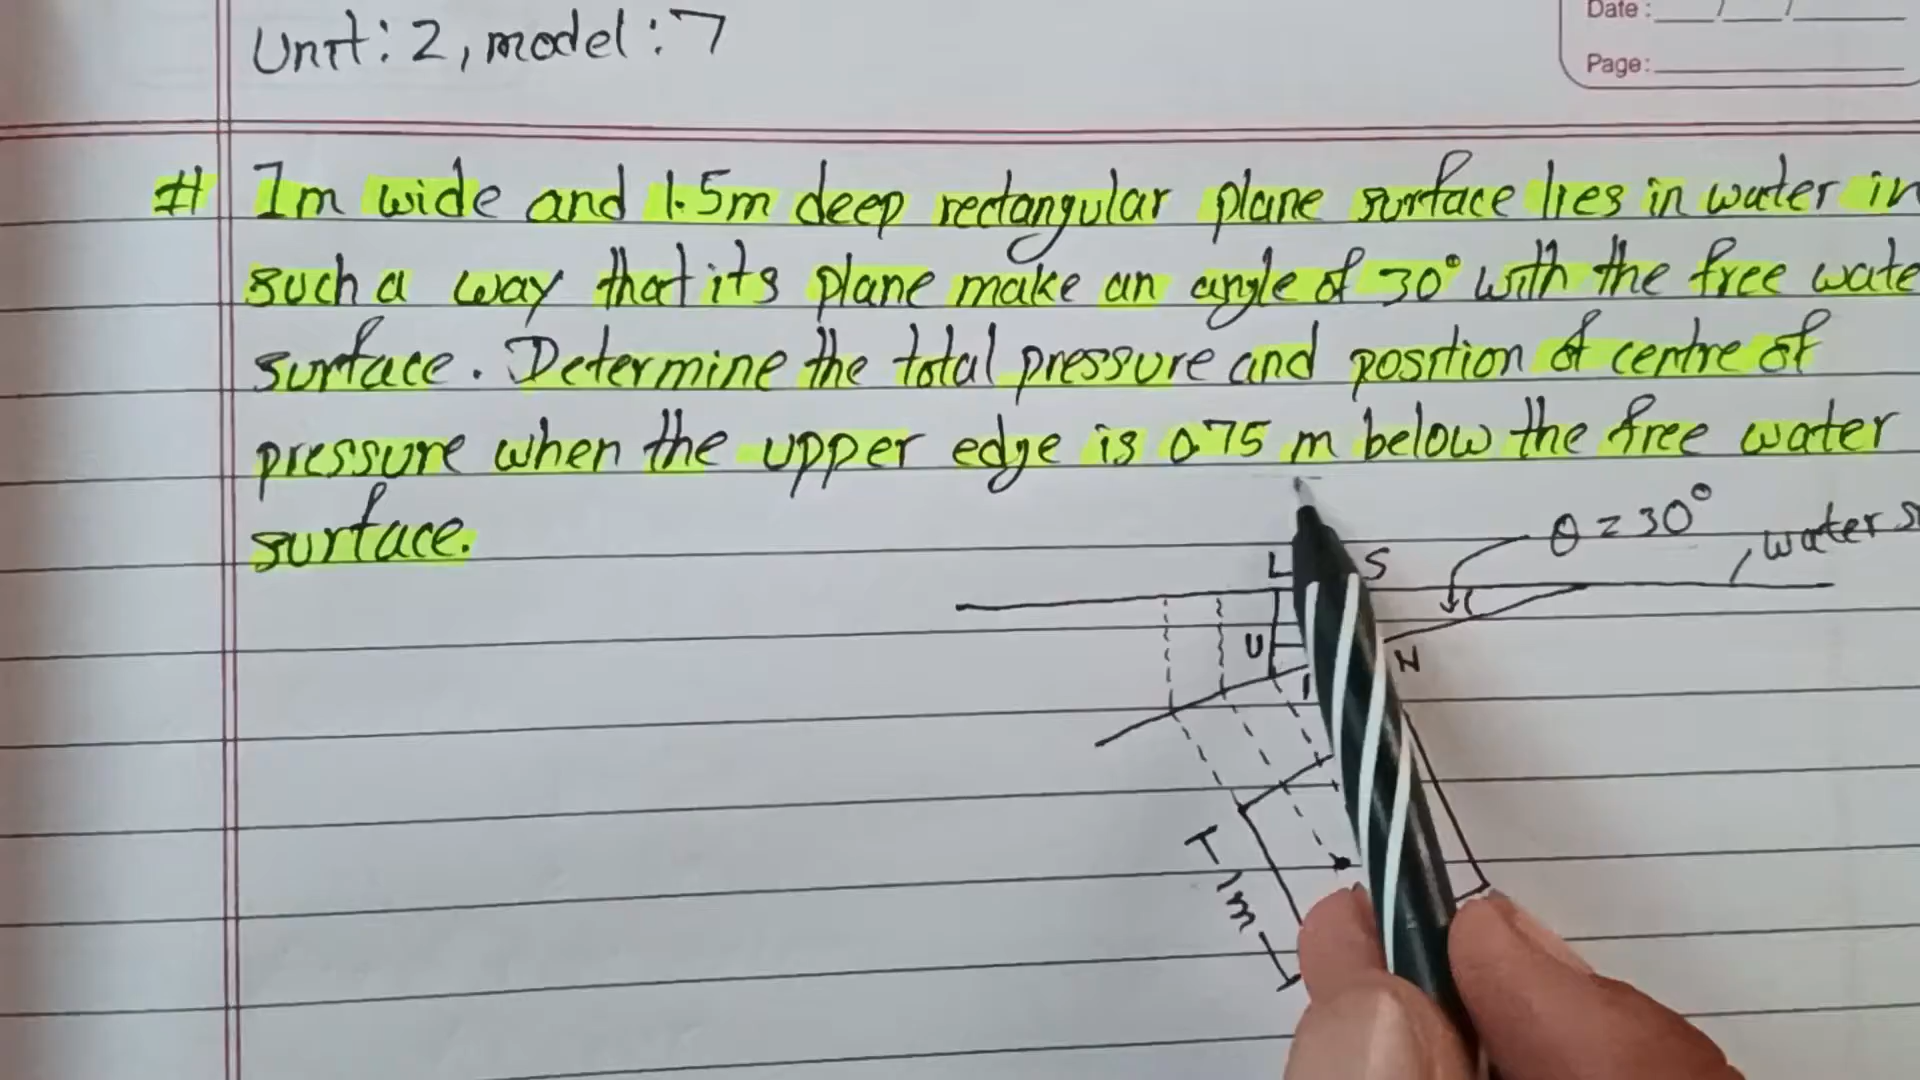 Date: / /
Unit: 2, model: 7
Page:
# 1m wide and 1.5m deep rectangular plane surface lies in water in
such a way that its plane make an angle of 30° with the free wate
surface. Determine the total pressure and position of centre of
pressure when the upper edge is 0.75 m below the free water
surface.
θ = 30°
water s
L S
U
N
1m